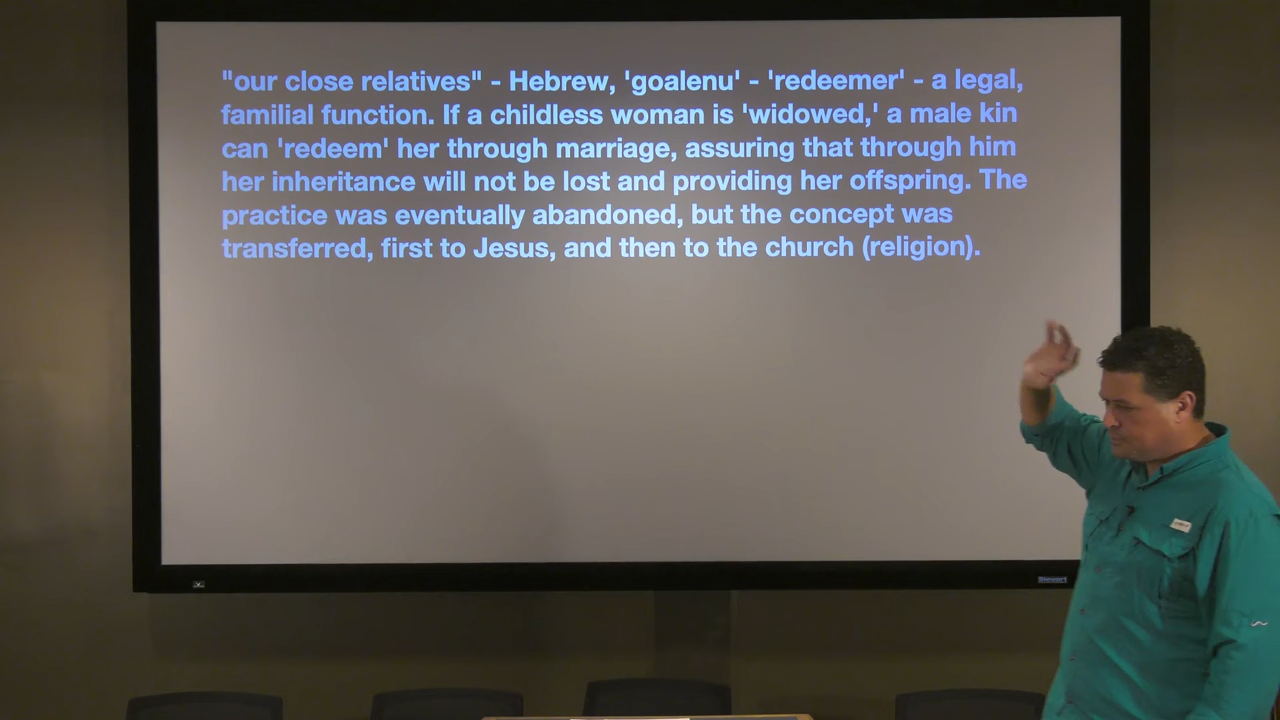 "our close relatives" - Hebrew, 'goalenu' - 'redeemer' - a legal,
familial function. If a childless woman is 'widowed,' a male kin
can 'redeem' her through marriage, assuring that through him
her inheritance will not be lost and providing her offspring. The
practice was eventually abandoned, but the concept was
transferred, first to Jesus, and then to the church (religion).
Stewart